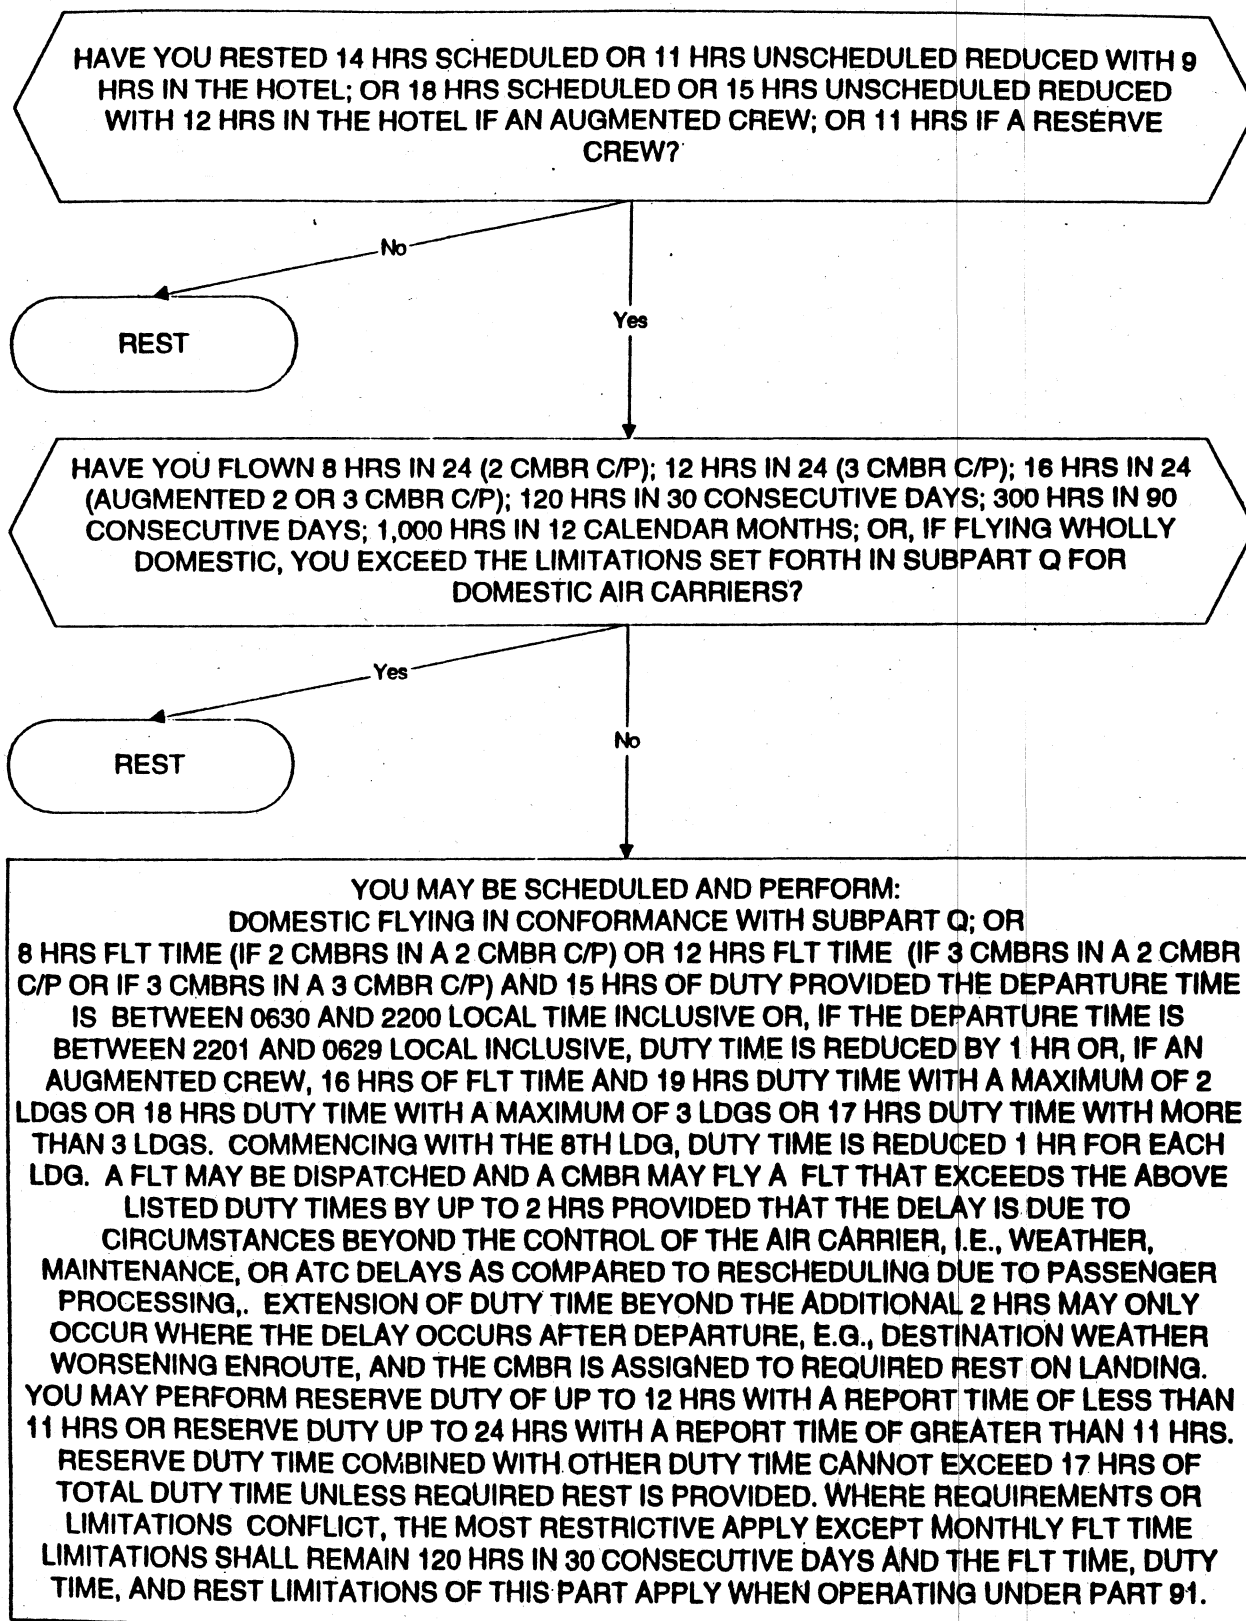 HAVE YOU RESTED 14 HRS SCHEDULED OR 11 HRS UNSCHEDULED REDUCED WITH 9
HRS IN THE HOTEL; OR 18 HRS SCHEDULED OR 15 HRS UNSCHEDULED REDUCED
WITH 12 HRS IN THE HOTEL IF AN AUGMENTED CREW; OR 11 HRS IF A RESERVE
CREW?
No
REST
Yes
HAVE YOU FLOWN 8 HRS IN 24 (2 CMBR C/P); 12 HRS IN 24 (3 CMBR C/P); 16 HRS IN 24
(AUGMENTED 2 OR 3 CMBR C/P); 120 HRS IN 30 CONSECUTIVE DAYS; 300 HRS IN 90
CONSECUTIVE DAYS; 1,000 HRS IN 12 CALENDAR MONTHS; OR, IF FLYING WHOLLY
DOMESTIC, YOU EXCEED THE LIMITATIONS SET FORTH IN SUBPART Q FOR
DOMESTIC AIR CARRIERS?
Yes
REST
No
YOU MAY BE SCHEDULED AND PERFORM:
DOMESTIC FLYING IN CONFORMANCE WITH SUBPART Q; OR
8 HRS FLT TIME (IF 2 CMBRS IN A 2 CMBR C/P) OR 12 HRS FLT TIME (IF 3 CMBRS IN A 2 CMBR
C/P OR IF 3 CMBRS IN A 3 CMBR C/P) AND 15 HRS OF DUTY PROVIDED THE DEPARTURE TIME
IS BETWEEN 0630 AND 2200 LOCAL TIME INCLUSIVE OR, IF THE DEPARTURE TIME IS
BETWEEN 2201 AND 0629 LOCAL INCLUSIVE, DUTY TIME IS REDUCED BY 1 HR OR, IF AN
AUGMENTED CREW, 16 HRS OF FLT TIME AND 19 HRS DUTY TIME WITH A MAXIMUM OF 2
LDGS OR 18 HRS DUTY TIME WITH A MAXIMUM OF 3 LDGS OR 17 HRS DUTY TIME WITH MORE
THAN 3 LDGS. COMMENCING WITH THE 8TH LDG, DUTY TIME IS REDUCED 1 HR FOR EACH
LDG. A FLT MAY BE DISPATCHED AND A CMBR MAY FLY A FLT THAT EXCEEDS THE ABOVE
LISTED DUTY TIMES BY UP TO 2 HRS PROVIDED THAT THE DELAY IS DUE TO
CIRCUMSTANCES BEYOND THE CONTROL OF THE AIR CARRIER, I.E., WEATHER,
MAINTENANCE, OR ATC DELAYS AS COMPARED TO RESCHEDULING DUE TO PASSENGER
PROCESSING,. EXTENSION OF DUTY TIME BEYOND THE ADDITIONAL 2 HRS MAY ONLY
OCCUR WHERE THE DELAY OCCURS AFTER DEPARTURE, E.G., DESTINATION WEATHER
WORSENING ENROUTE, AND THE CMBR IS ASSIGNED TO REQUIRED REST ON LANDING.
YOU MAY PERFORM RESERVE DUTY OF UP TO 12 HRS WITH A REPORT TIME OF LESS THAN
11 HRS OR RESERVE DUTY UP TO 24 HRS WITH A REPORT TIME OF GREATER THAN 11 HRS.
RESERVE DUTY TIME COMBINED WITH OTHER DUTY TIME CANNOT EXCEED 17 HRS OF
TOTAL DUTY TIME UNLESS REQUIRED REST IS PROVIDED. WHERE REQUIREMENTS OR
LIMITATIONS CONFLICT, THE MOST RESTRICTIVE APPLY EXCEPT MONTHLY FLT TIME
LIMITATIONS SHALL REMAIN 120 HRS IN 30 CONSECUTIVE DAYS AND THE FLT TIME, DUTY
TIME, AND REST LIMITATIONS OF THIS PART APPLY WHEN OPERATING UNDER PART 91.